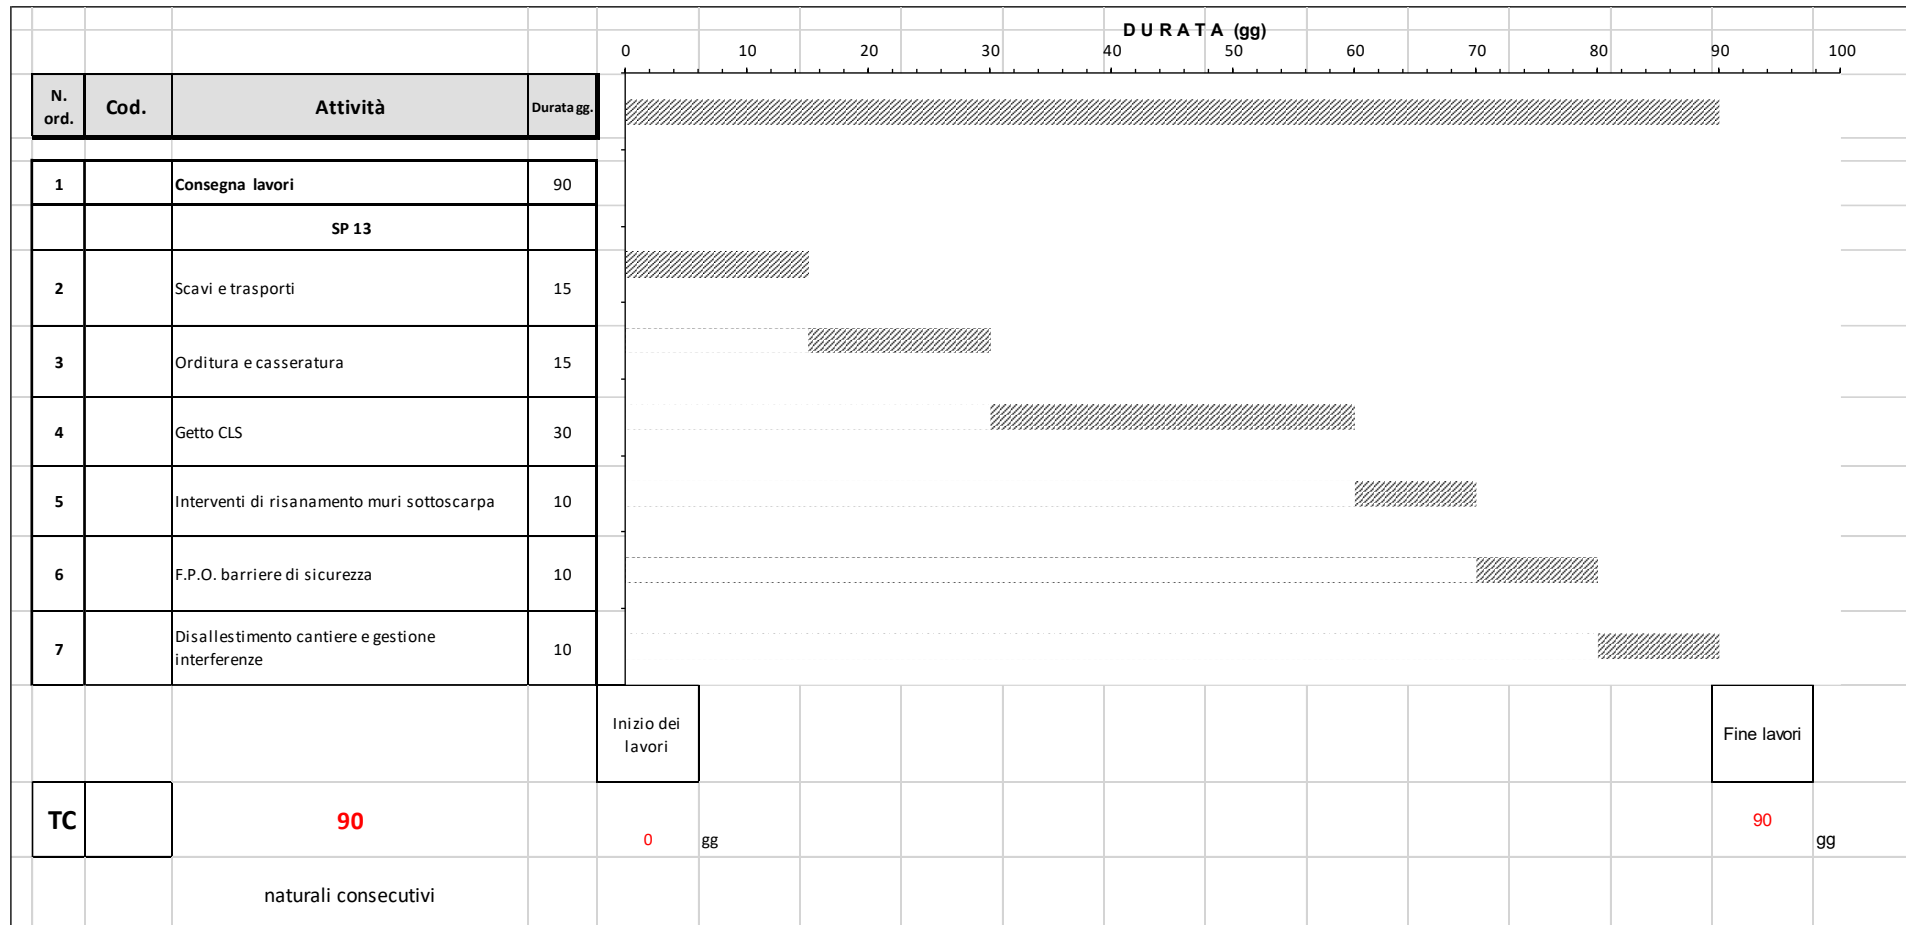 D U R A T A (gg)
0 10 20 30 40 50 60 70 80 90 100
N. ord. Cod. Attività Durata gg.
1 Consegna lavori 90
SP 13
2 Scavi e trasporti 15
3 Orditura e casseratura 15
4 Getto CLS 30
5 Interventi di risanamento muri sottoscarpa 10
6 F.P.O. barriere di sicurezza 10
7 Disallestimento cantiere e gestione
interferenze 10
Inizio dei
lavori
Fine lavori
TC 90 0 gg 90 gg
naturali consecutivi